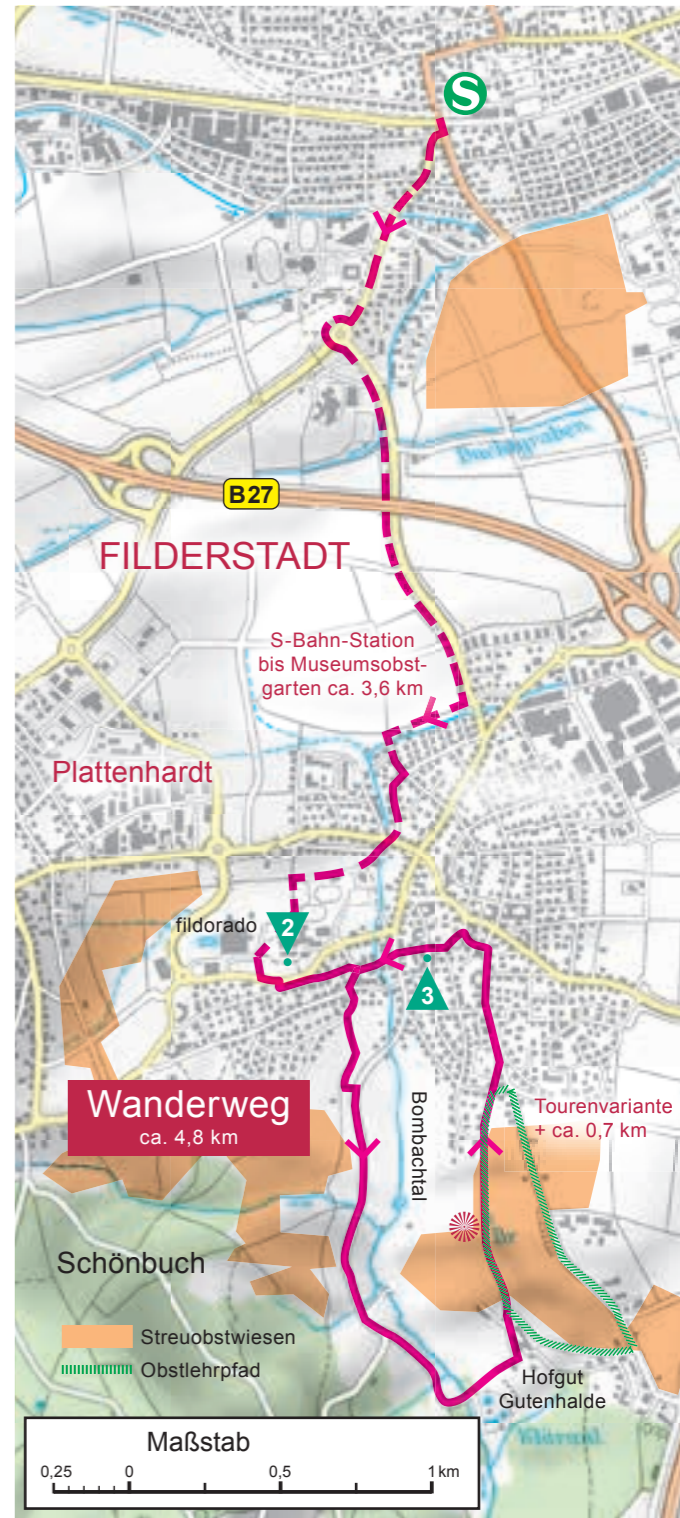 S
B27
FILDERSTADT
S-Bahn-Station
bis Museumsobst-
garten ca. 3,6 km
Plattenhardt
fildorado
2
3
Wanderweg
ca. 4,8 km
Bombachtal
Tourenvariante
+ ca. 0,7 km
Schönbuch
Streuobstwiesen
Obstlehrpfad
Hofgut
Gutenhalde
Maßstab
0,25 0 0,5 1 km